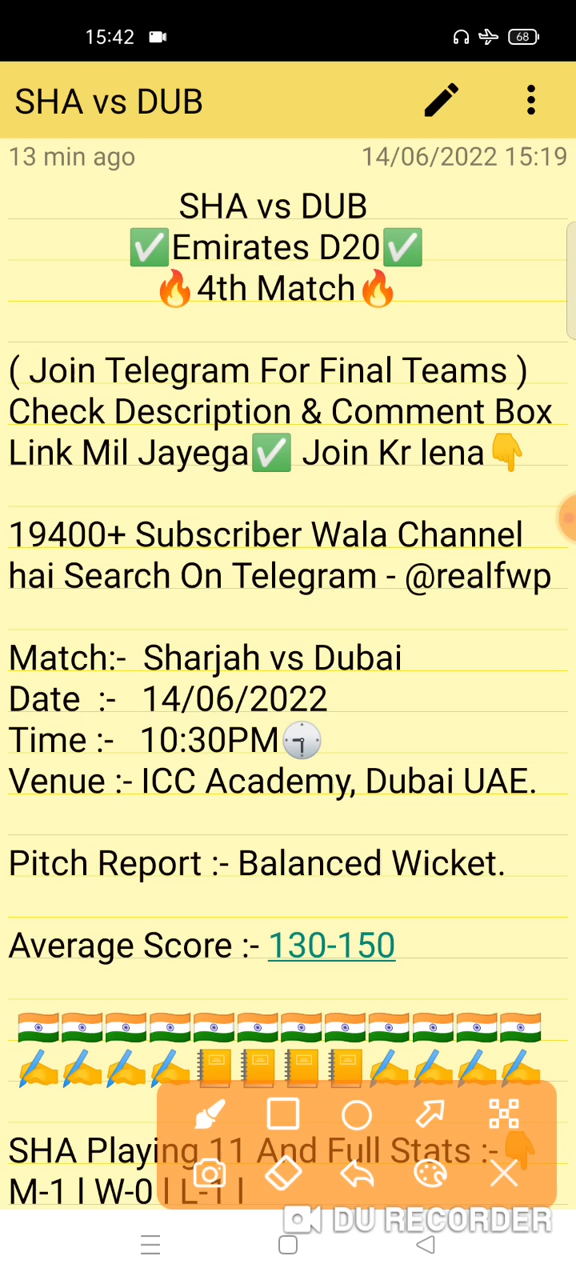 15:42
68
SHA vs DUB
13 min ago 14/06/2022 15:19
SHA vs DUB
✅Emirates D20✅
🔥4th Match🔥
( Join Telegram For Final Teams )
Check Description & Comment Box
Link Mil Jayega✅ Join Kr lena👇
19400+ Subscriber Wala Channel
hai Search On Telegram - @realfwp
Match:- Sharjah vs Dubai
Date :- 14/06/2022
Time :- 10:30PM🕤
Venue :- ICC Academy, Dubai UAE.
Pitch Report :- Balanced Wicket.
Average Score :- 130-150
🇮🇳🇮🇳🇮🇳🇮🇳🇮🇳🇮🇳🇮🇳🇮🇳🇮🇳🇮🇳🇮🇳🇮🇳
✍️✍️✍️✍️📒📒📒📒✍️✍️✍️✍️
SHA Playing 11 And Full Stats :-👇
M-1 l W-0 l L-1 l
DU RECORDER